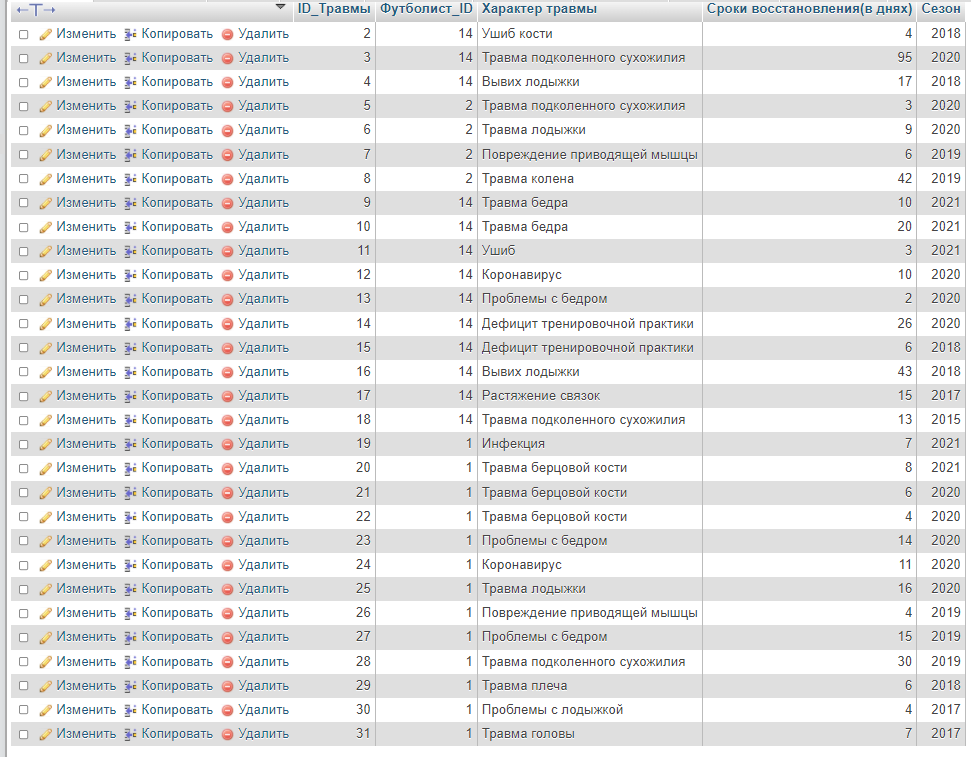 ←T→ ID_Травмы Футболист_ID Характер травмы Сроки восстановления(в днях) Сезон
Изменить Копировать Удалить 2 14 Ушиб кости 4 2018
Изменить Копировать Удалить 3 14 Травма подколенного сухожилия 95 2020
Изменить Копировать Удалить 4 14 Вывих лодыжки 17 2018
Изменить Копировать Удалить 5 2 Травма подколенного сухожилия 3 2020
Изменить Копировать Удалить 6 2 Травма лодыжки 9 2020
Изменить Копировать Удалить 7 2 Повреждение приводящей мышцы 6 2019
Изменить Копировать Удалить 8 2 Травма колена 42 2019
Изменить Копировать Удалить 9 14 Травма бедра 10 2021
Изменить Копировать Удалить 10 14 Травма бедра 20 2021
Изменить Копировать Удалить 11 14 Ушиб 3 2021
Изменить Копировать Удалить 12 14 Коронавирус 10 2020
Изменить Копировать Удалить 13 14 Проблемы с бедром 2 2020
Изменить Копировать Удалить 14 14 Дефицит тренировочной практики 26 2020
Изменить Копировать Удалить 15 14 Дефицит тренировочной практики 6 2018
Изменить Копировать Удалить 16 14 Вывих лодыжки 43 2018
Изменить Копировать Удалить 17 14 Растяжение связок 15 2017
Изменить Копировать Удалить 18 14 Травма подколенного сухожилия 13 2015
Изменить Копировать Удалить 19 1 Инфекция 7 2021
Изменить Копировать Удалить 20 1 Травма берцовой кости 8 2021
Изменить Копировать Удалить 21 1 Травма берцовой кости 6 2020
Изменить Копировать Удалить 22 1 Травма берцовой кости 4 2020
Изменить Копировать Удалить 23 1 Проблемы с бедром 14 2020
Изменить Копировать Удалить 24 1 Коронавирус 11 2020
Изменить Копировать Удалить 25 1 Травма лодыжки 16 2020
Изменить Копировать Удалить 26 1 Повреждение приводящей мышцы 4 2019
Изменить Копировать Удалить 27 1 Проблемы с бедром 15 2019
Изменить Копировать Удалить 28 1 Травма подколенного сухожилия 30 2019
Изменить Копировать Удалить 29 1 Травма плеча 6 2018
Изменить Копировать Удалить 30 1 Проблемы с лодыжкой 4 2017
Изменить Копировать Удалить 31 1 Травма головы 7 2017